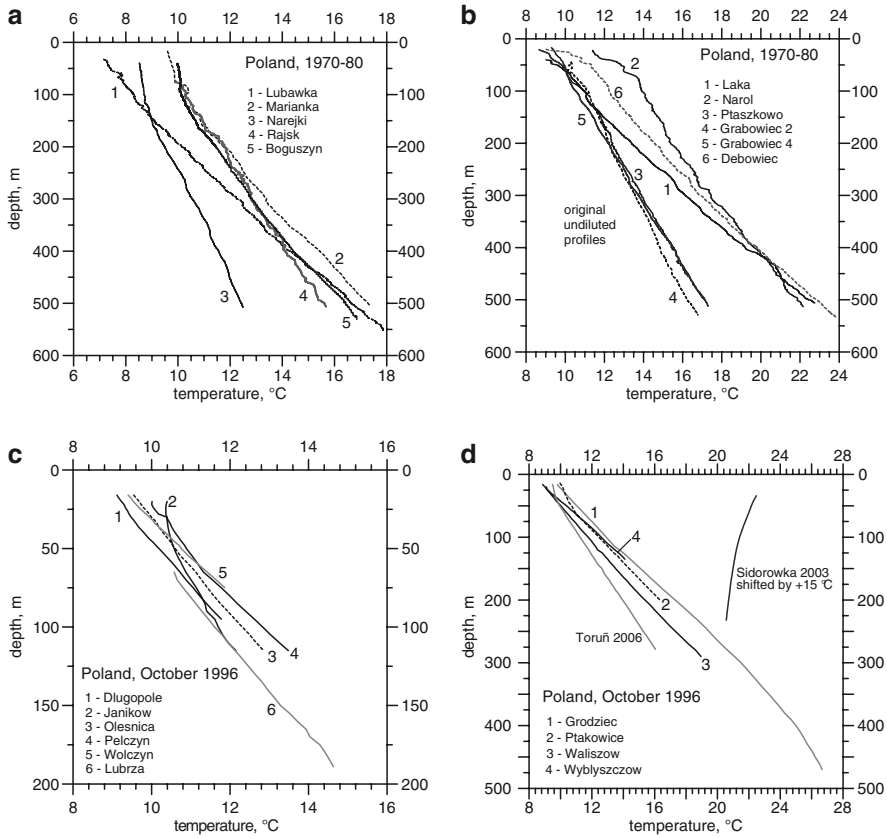 a
6 8 10 12 14 16 18
0 0
100 100
200 200
300 300
400 400
500 500
600 600
6 8 10 12 14 16 18
depth, m
temperature, °C
Poland, 1970-80
1 - Lubawka
2 - Marianka
3 - Narejki
4 - Rajsk
5 - Boguszyn
1
2
3
4
5
b
8 10 12 14 16 18 20 22 24
0 0
100 100
200 200
300 300
400 400
500 500
600 600
8 10 12 14 16 18 20 22 24
depth, m
temperature, °C
Poland, 1970-80
1 - Laka
2 - Narol
3 - Ptaszkowo
4 - Grabowiec 2
5 - Grabowiec 4
6 - Debowiec
2
6
5
3
1
4
original
undiluted
profiles
c
8 10 12 14 16
0 0
50 50
100 100
150 150
200 200
8 10 12 14 16
depth, m
temperature, °C
2
1
5
3
4
6
Poland, October 1996
1 - Dlugopole
2 - Janikow
3 - Olesnica
4 - Pelczyn
5 - Wolczyn
6 - Lubrza
d
8 12 16 20 24 28
0 0
100 100
200 200
300 300
400 400
500 500
8 12 16 20 24 28
depth, m
temperature, °C
1
4
2
3
Sidorowka 2003
shifted by +15 °C
Toruń 2006
Poland, October 1996
1 - Grodziec
2 - Ptakowice
3 - Waliszow
4 - Wyblyszczow